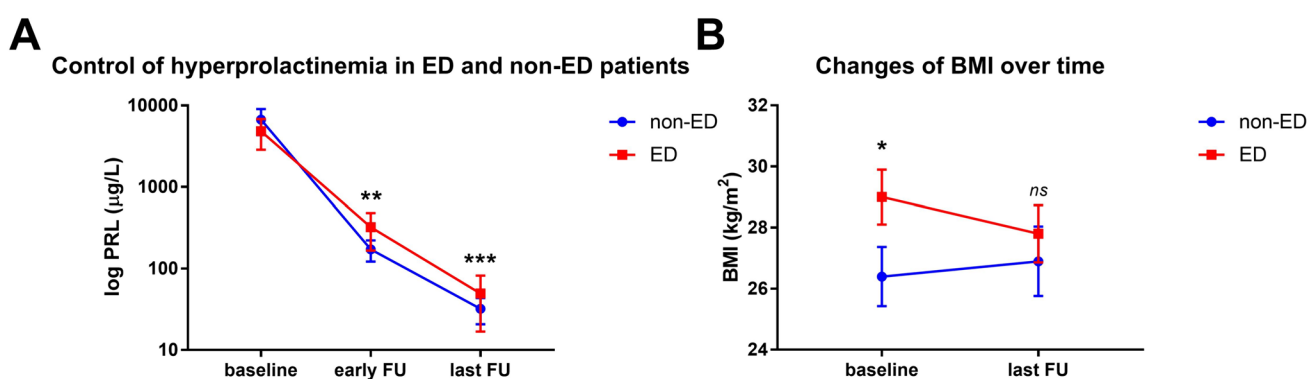 A
Control of hyperprolactinemia in ED and non-ED patients
log PRL (µg/L)
10000
1000
100
10
baseline
early FU
last FU
**
***
non-ED
ED
B
Changes of BMI over time
BMI (kg/m²)
32
30
28
26
24
baseline
last FU
*
ns
non-ED
ED